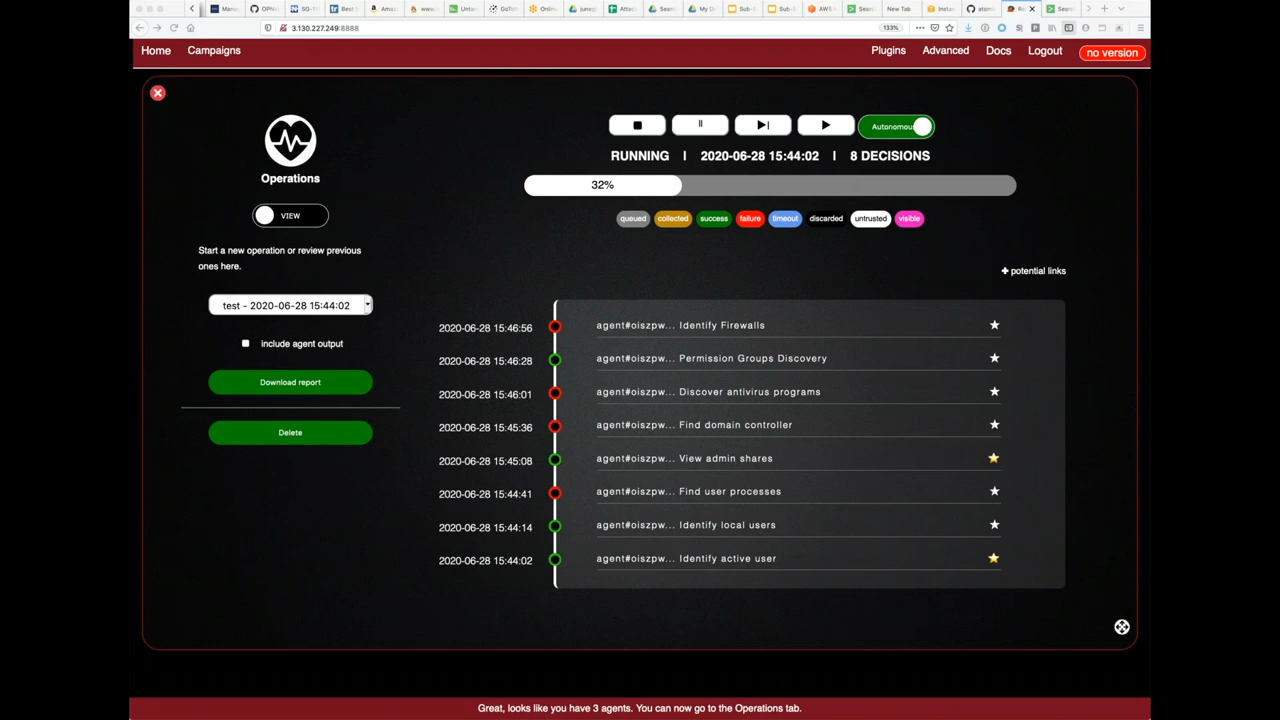 Amazo
Online
New Tab
AWS
3.130.227.249:8888
133%
Home
Campaigns
Plugins
Advanced
Docs
Logout
no version
Operations
VIEW
Start a new operation or review previous
ones here.
test - 2020-06-28 15:44:02
include agent output
Download report
Delete
Autonomou
RUNNING | 2020-06-28 15:44:02 | 8 DECISIONS
32%
queued collected success failure timeout discarded untrusted visible
+ potential links
2020-06-28 15:46:56 agent#oiszpw... Identify Firewalls
2020-06-28 15:46:28 agent#oiszpw... Permission Groups Discovery
2020-06-28 15:46:01 agent#oiszpw... Discover antivirus programs
2020-06-28 15:45:36 agent#oiszpw... Find domain controller
2020-06-28 15:45:08 agent#oiszpw... View admin shares
2020-06-28 15:44:41 agent#oiszpw... Find user processes
2020-06-28 15:44:14 agent#oiszpw... Identify local users
2020-06-28 15:44:02 agent#oiszpw... Identify active user
Great, looks like you have 3 agents. You can now go to the Operations tab.